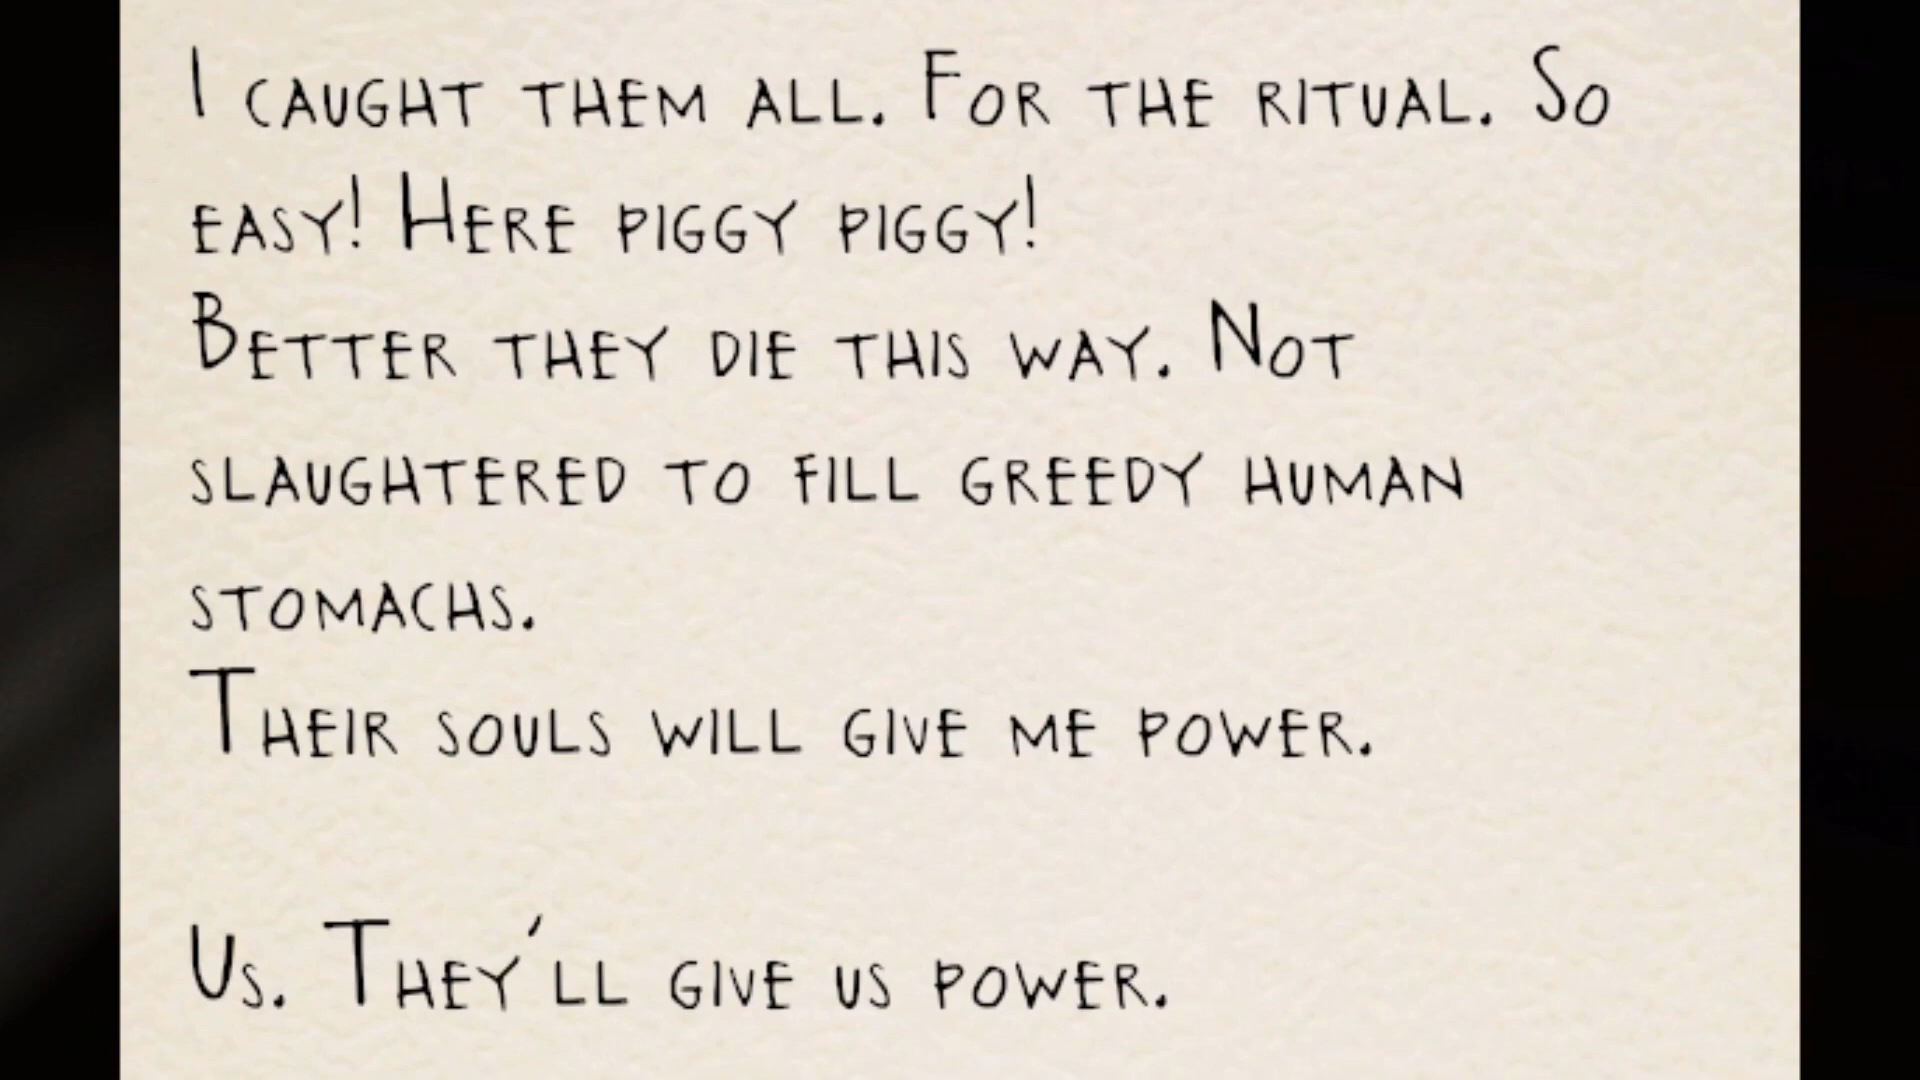 I caught them all. For the ritual. So
easy! Here piggy piggy!
Better they die this way. Not
slaughtered to fill greedy human
stomachs.
Their souls will give me power.
Us. They'll give us power.